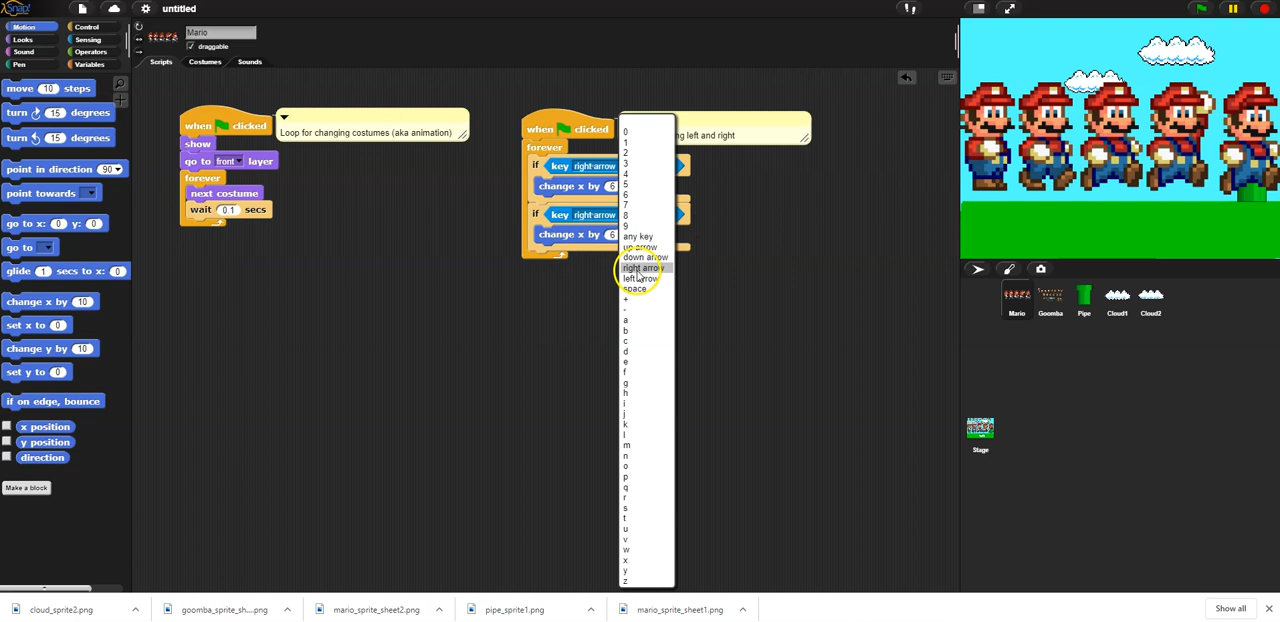 Snap!
untitled
Motion
Control
Looks
Sensing
Sound
Operators
Pen
Variables
Mario
draggable
Scripts
Costumes
Sounds
move 10 steps
turn 15 degrees
turn 15 degrees
point in direction 90
point towards
go to x: 0 y: 0
go to
glide 1 secs to x: 0
change x by 10
set x to 0
change y by 10
set y to 0
if on edge, bounce
x position
y position
direction
Make a block
when clicked
Loop for changing costumes (aka animation)
show
go to front layer
forever
next costume
wait 0.1 secs
when clicked
left and right
forever
if key right arrow
change x by 6
if key right arrow
change x by 6
0
1
2
3
4
5
6
7
8
9
any key
up arrow
down arrow
right arrow
left arrow
space
+
-
a
b
c
d
e
f
g
h
i
j
k
l
m
n
o
p
q
r
s
t
u
v
w
x
y
z
Mario
Goomba
Pipe
Cloud1
Cloud2
Stage
cloud_sprite2.png
goomba_sprite_sh....png
mario_sprite_sheet2.png
pipe_sprite1.png
mario_sprite_sheet1.png
Show all